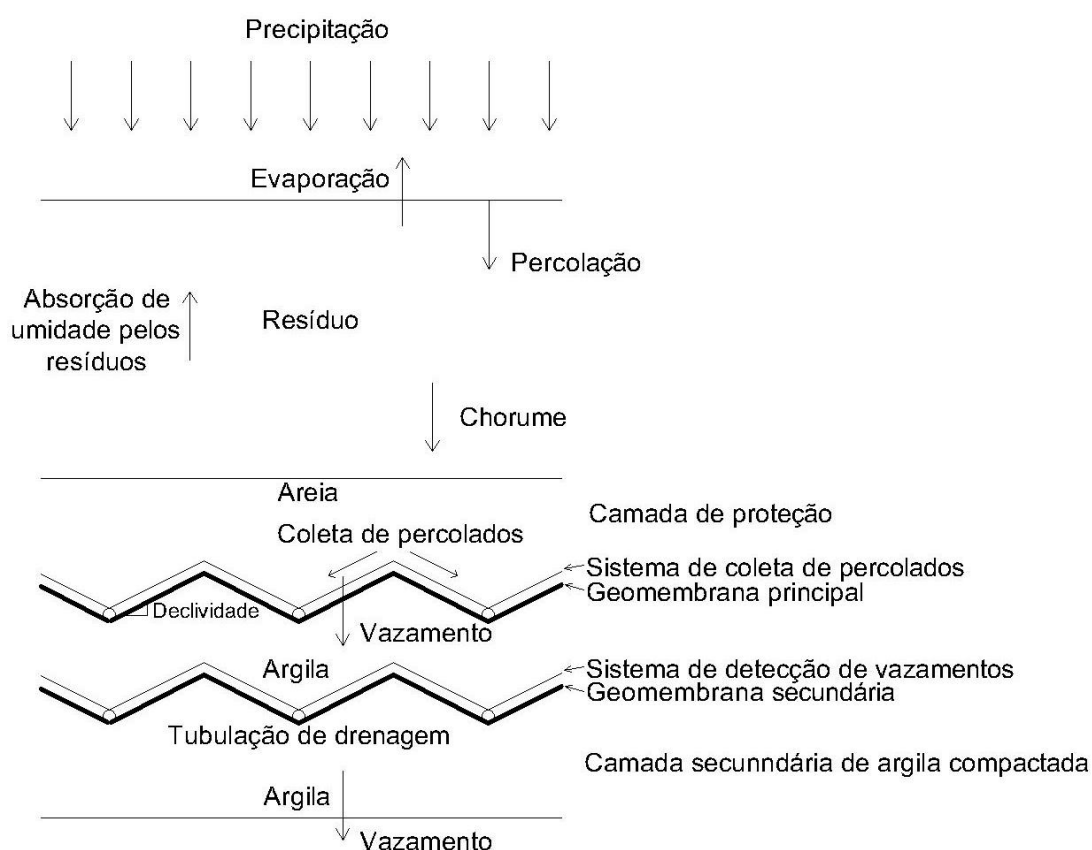 Precipitação
Evaporação
Percolação
Absorção de
umidade pelos
resíduos
Resíduo
Chorume
Areia
Camada de proteção
Coleta de percolados
Sistema de coleta de percolados
Geomembrana principal
Declividade
Vazamento
Argila
Sistema de detecção de vazamentos
Geomembrana secundária
Tubulação de drenagem
Camada secunndária de argila compactada
Argila
Vazamento